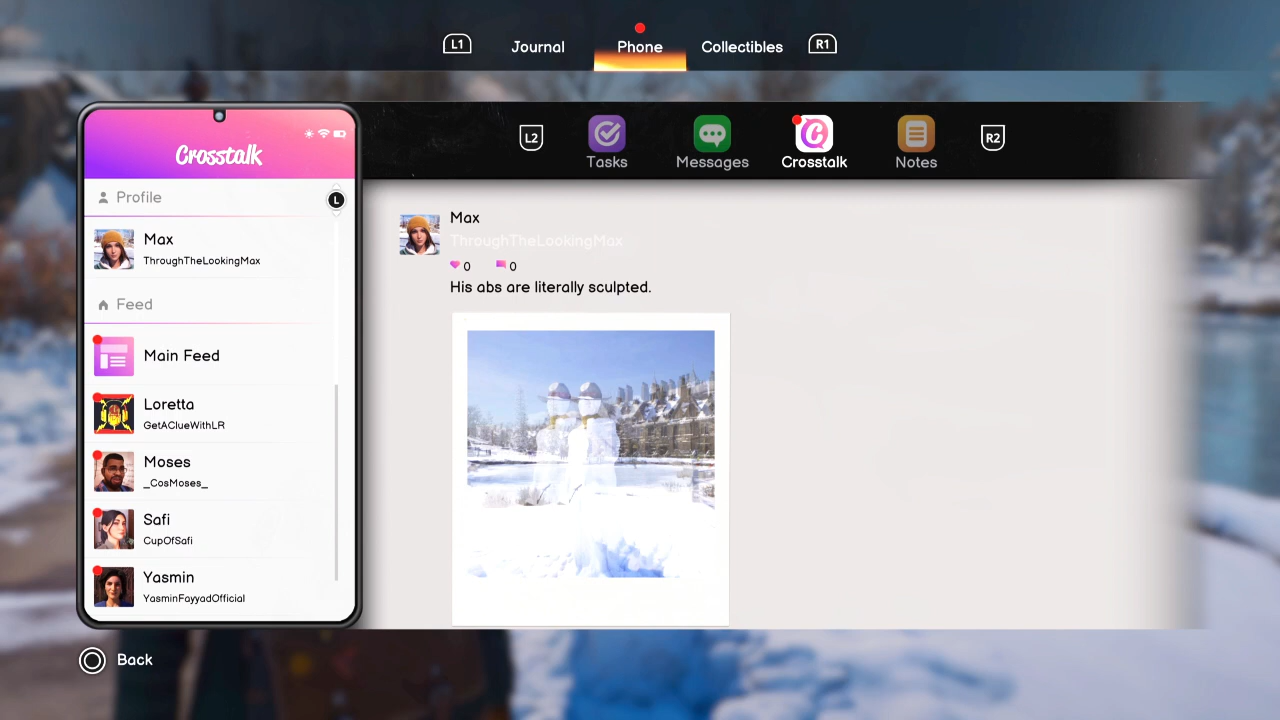 L1
Journal
Phone
Collectibles
R1
Crosstalk
L2
Tasks
Messages
Crosstalk
Notes
R2
Profile
L
Max
ThroughTheLookingMax
Feed
Main Feed
Loretta
GetAClueWithLR
Moses
_CosMoses_
Safi
CupOfSafi
Yasmin
YasminFayyadOfficial
Max
ThroughTheLookingMax
0
0
His abs are literally sculpted.
Back